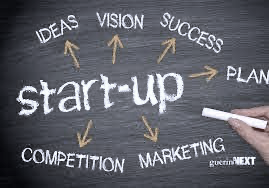 IDEAS
VISION
SUCCESS
PLAN
start-up
COMPETITION
MARKETING
guerinNEXT